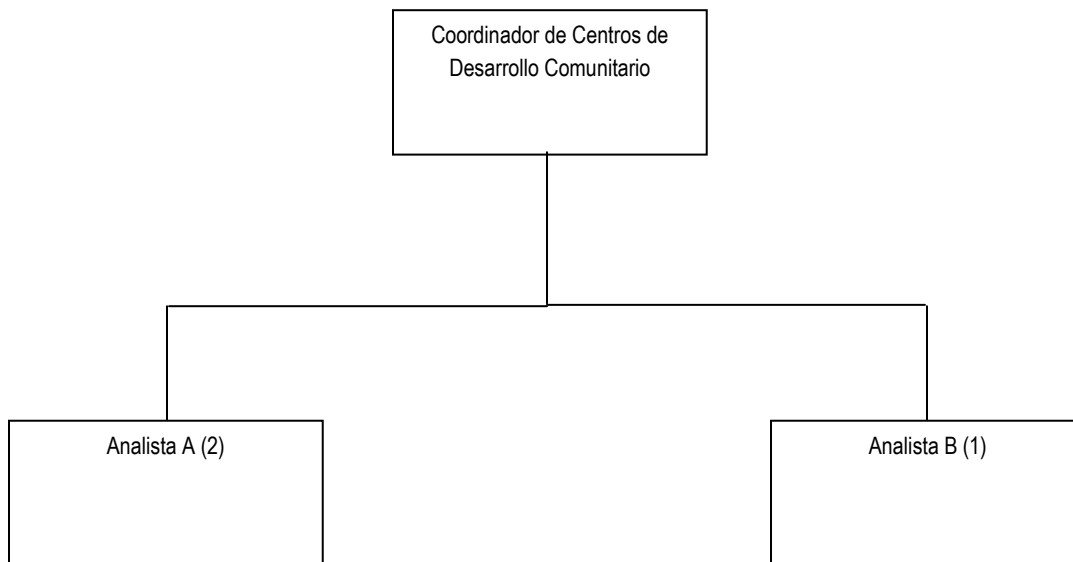 Coordinador de Centros de
Desarrollo Comunitario
Analista A (2)
Analista B (1)